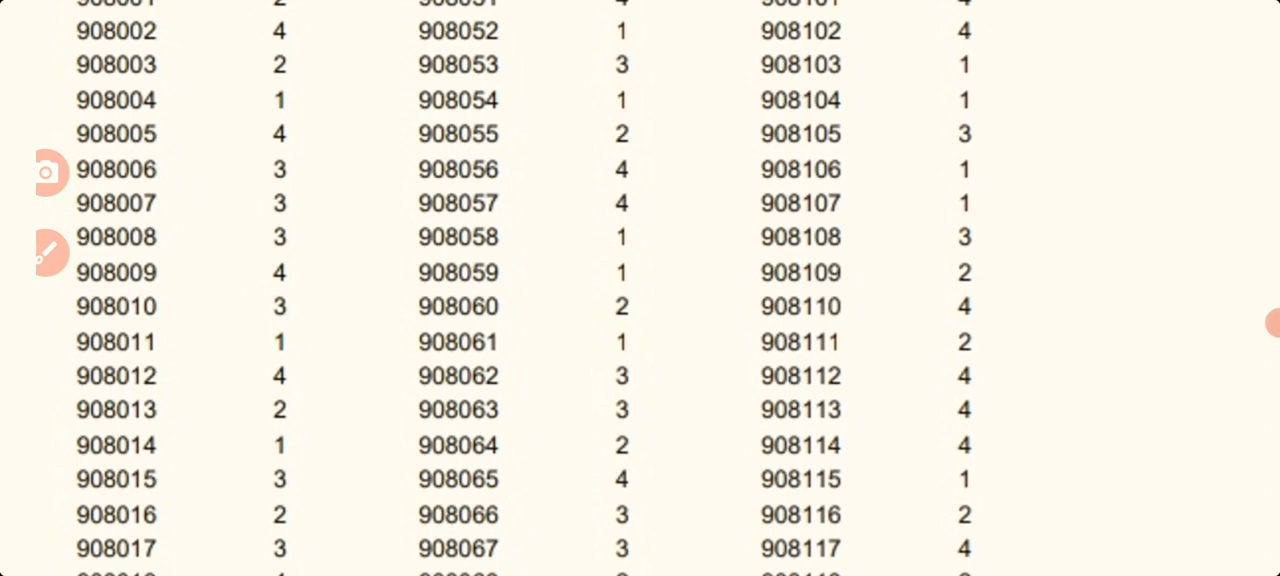 908002 4 908052 1 908102 4
908003 2 908053 3 908103 1
908004 1 908054 1 908104 1
908005 4 908055 2 908105 3
908006 3 908056 4 908106 1
908007 3 908057 4 908107 1
908008 3 908058 1 908108 3
908009 4 908059 1 908109 2
908010 3 908060 2 908110 4
908011 1 908061 1 908111 2
908012 4 908062 3 908112 4
908013 2 908063 3 908113 4
908014 1 908064 2 908114 4
908015 3 908065 4 908115 1
908016 2 908066 3 908116 2
908017 3 908067 3 908117 4